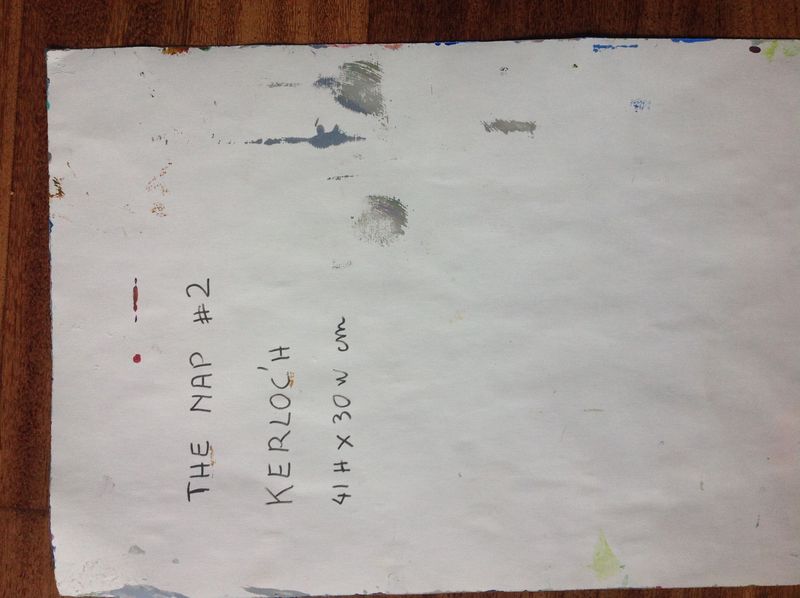 THE NAP #2
KERLOC'H
41 H X 30 W cm